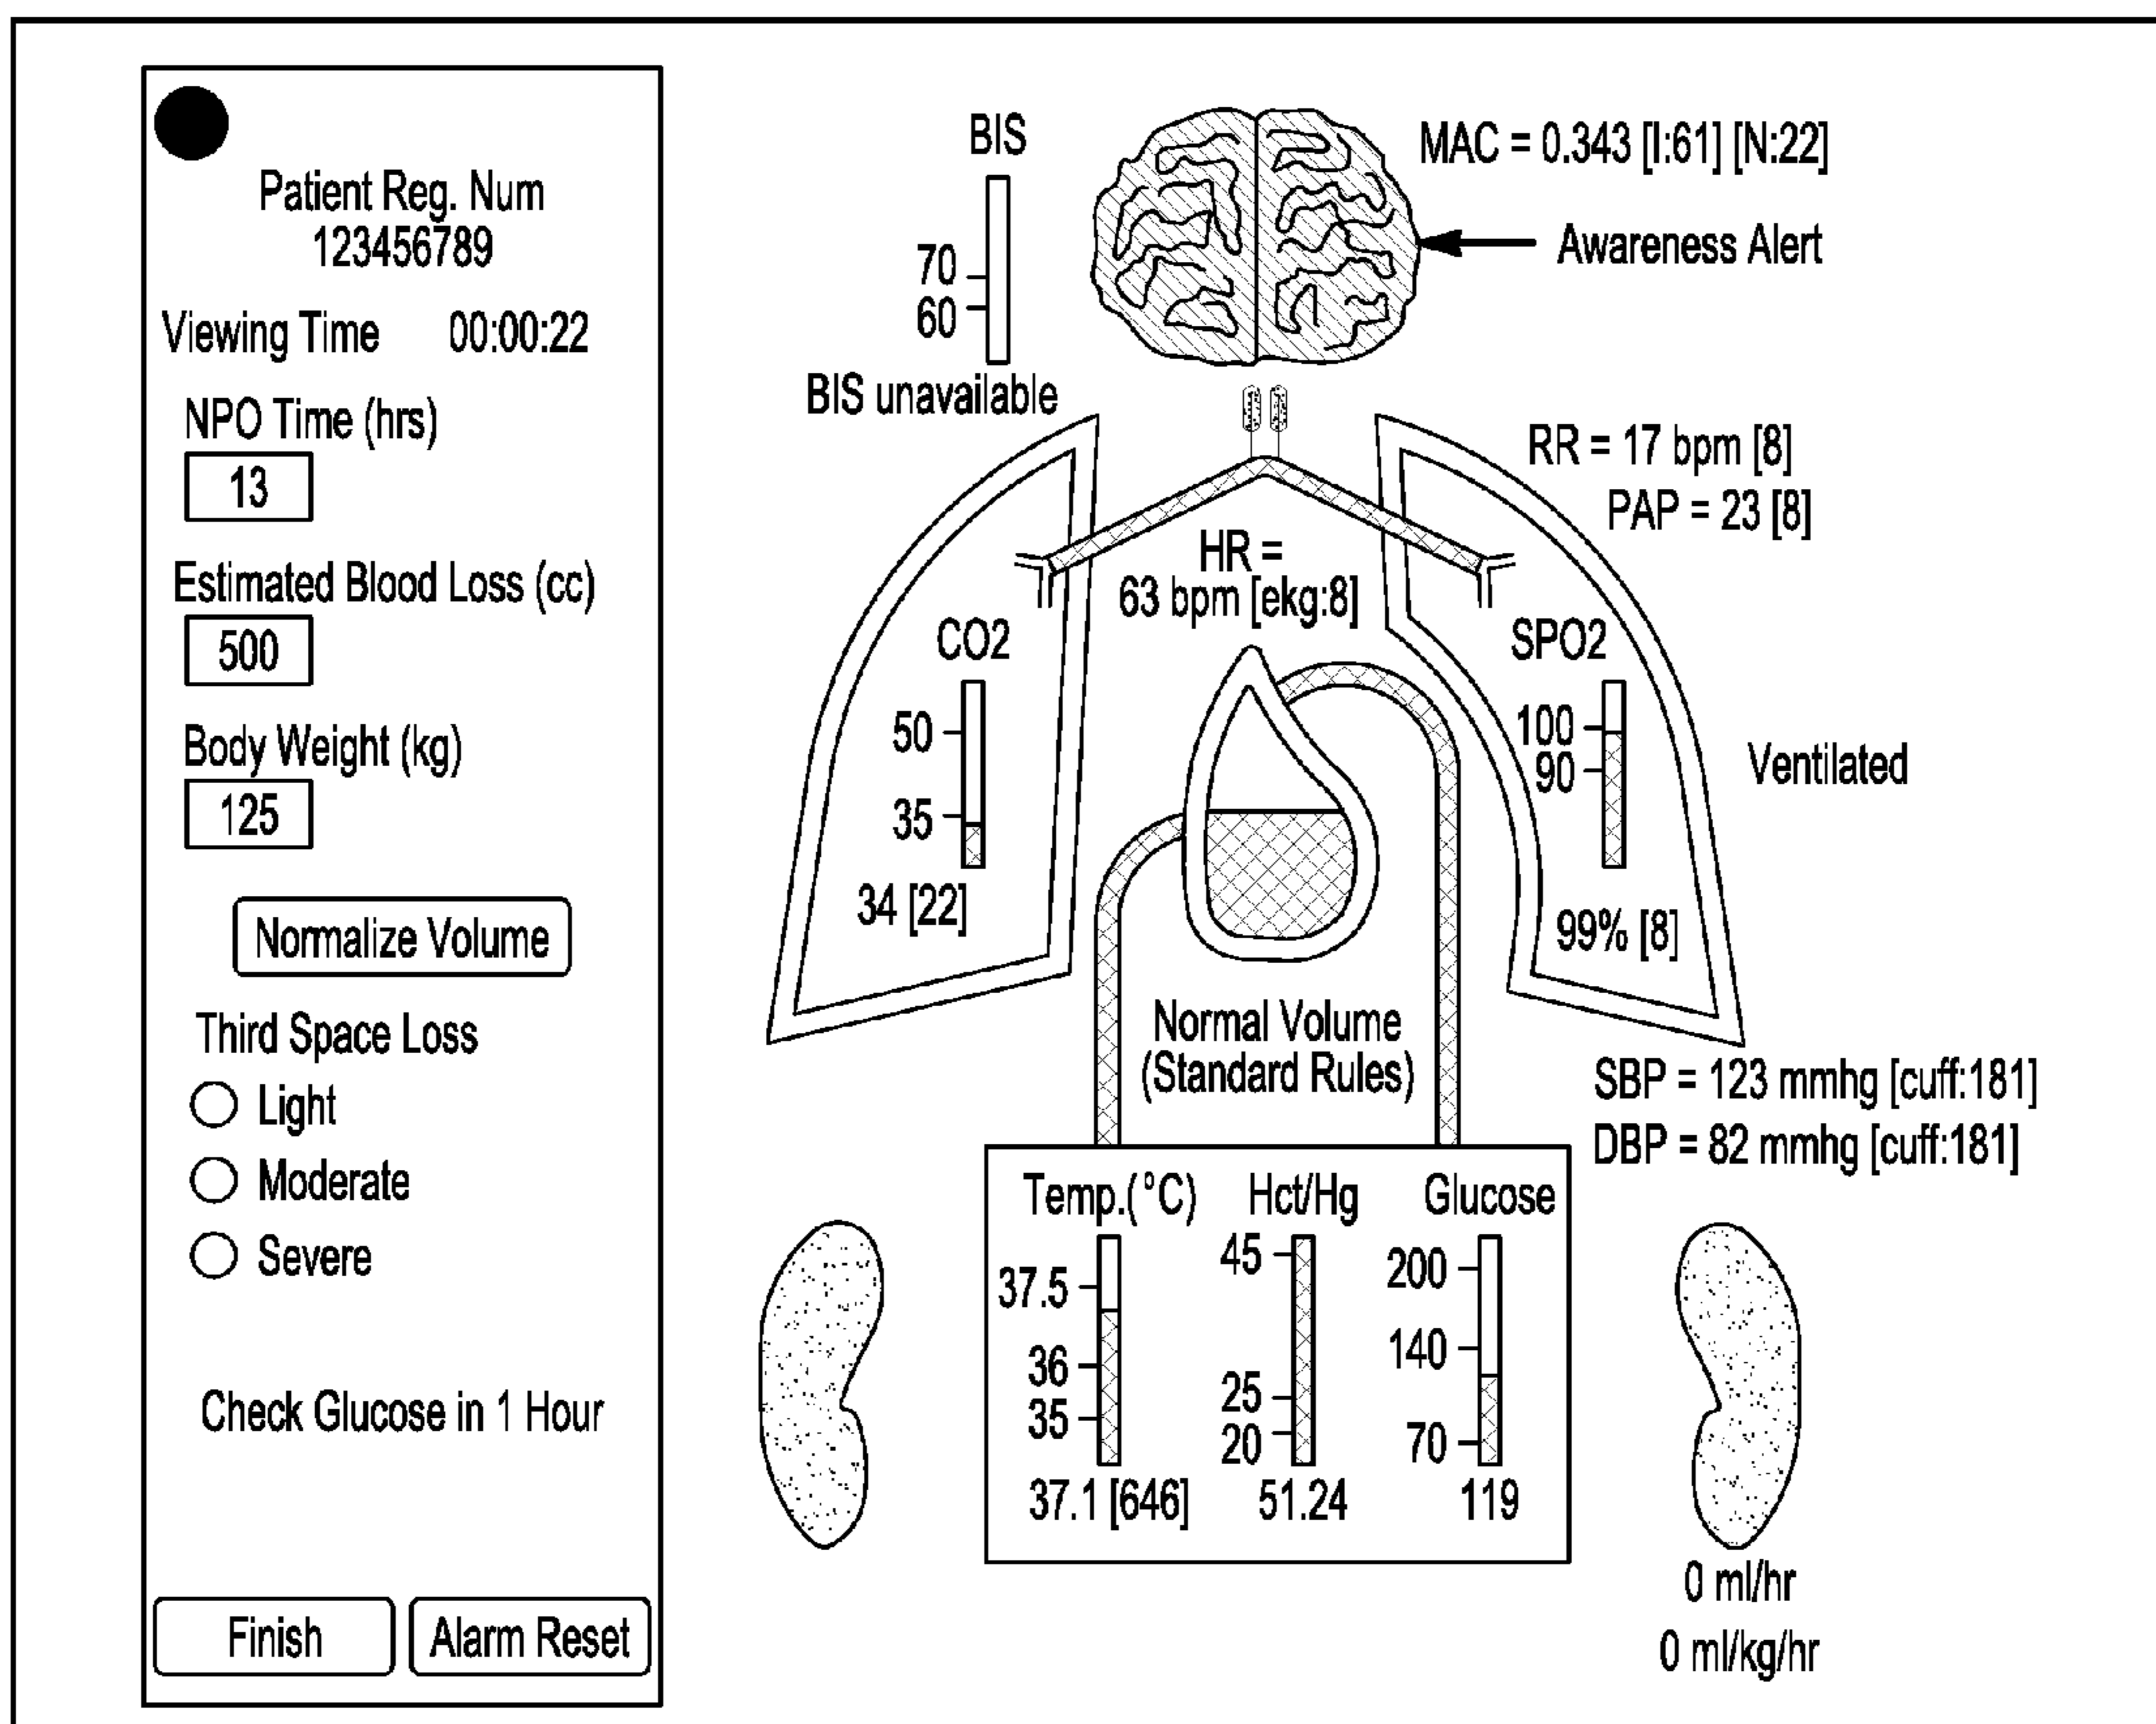 Patient Reg. Num
123456789
Viewing Time 00:00:22
NPO Time (hrs)
13
Estimated Blood Loss (cc)
500
Body Weight (kg)
125
Normalize Volume
Third Space Loss
Light
Moderate
Severe
Check Glucose in 1 Hour
Finish
Alarm Reset
BIS
70
60
BIS unavailable
MAC = 0.343 [I:61] [N:22]
Awareness Alert
RR = 17 bpm [8]
PAP = 23 [8]
HR =
63 bpm [ekg:8]
CO2
50
35
34 [22]
SPO2
100
90
99% [8]
Ventilated
Normal Volume
(Standard Rules)
SBP = 123 mmhg [cuff:181]
DBP = 82 mmhg [cuff:181]
Temp.(°C)
37.5
36
35
37.1 [646]
Hct/Hg
45
25
20
51.24
Glucose
200
140
70
119
0 ml/hr
0 ml/kg/hr